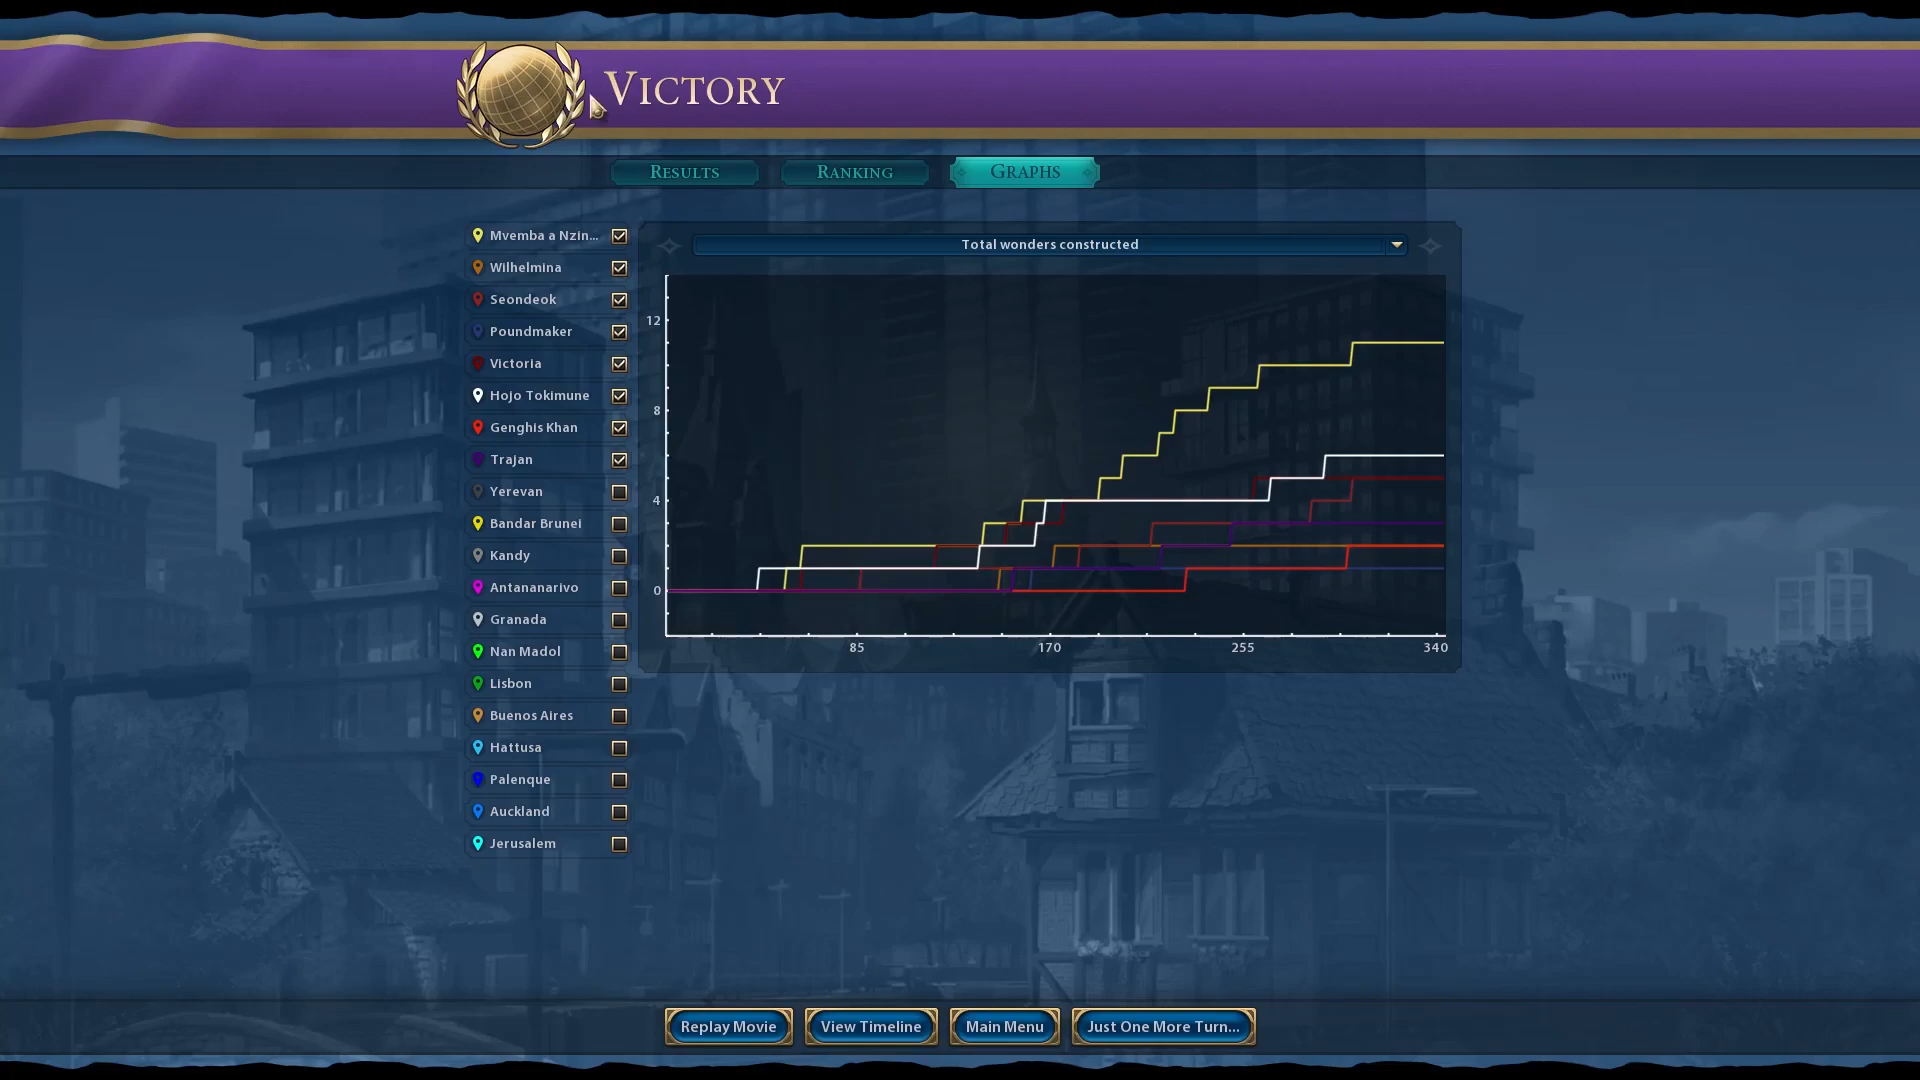 VICTORY
RESULTS
RANKING
GRAPHS
Mvemba a Nzin...
Wilhelmina
Seondeok
Poundmaker
Victoria
Hojo Tokimune
Genghis Khan
Trajan
Yerevan
Bandar Brunei
Kandy
Antananarivo
Granada
Nan Madol
Lisbon
Buenos Aires
Hattusa
Palenque
Auckland
Jerusalem
Total wonders constructed
12
8
4
0
85
170
255
340
Replay Movie
View Timeline
Main Menu
Just One More Turn...